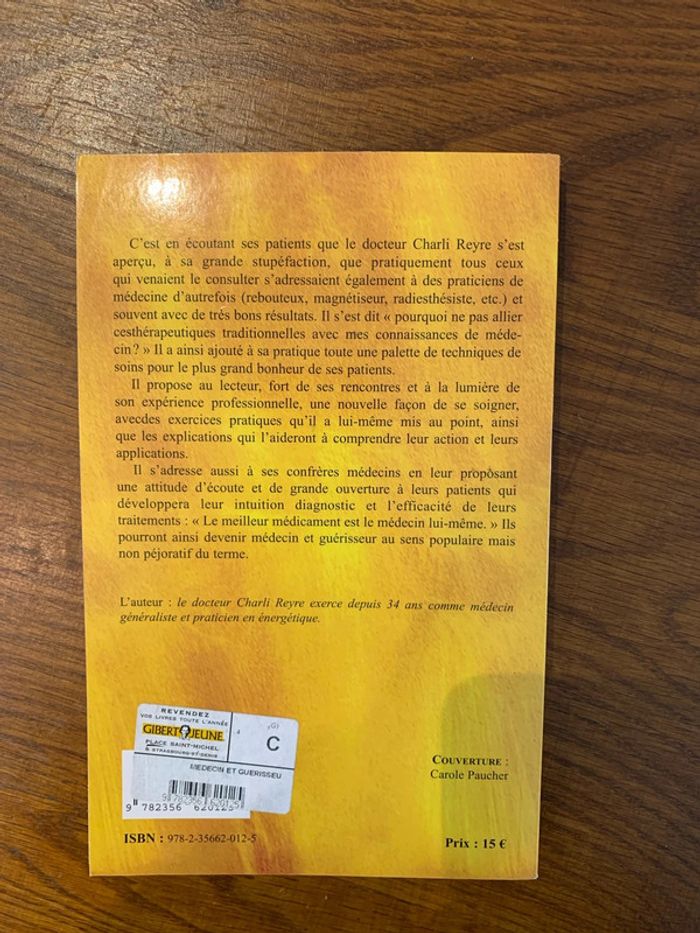 C'est en écoutant ses patients que le docteur Charli Reyre s'est
aperçu, à sa grande stupéfaction, que pratiquement tous ceux
qui venaient le consulter s'adressaient également à des praticiens de
médecine d'autrefois (rebouteux, magnétiseur, radiesthésiste, etc.) et
souvent avec de trés bons résultats. Il s'est dit « pourquoi ne pas allier
cesthérapeutiques traditionnelles avec mes connaissances de méde-
cin ? » Il a ainsi ajouté à sa pratique toute une palette de techniques de
soins pour le plus grand bonheur de ses patients.
Il propose au lecteur, fort de ses rencontres et à la lumière de
son expérience professionnelle, une nouvelle façon de se soigner,
avecdes exercices pratiques qu'il a lui-même mis au point, ainsi
que les explications qui l'aideront à comprendre leur action et leurs
applications.
Il s'adresse aussi à ses confrères médecins en leur propôsant
une attitude d'écoute et de grande ouverture à leurs patients qui
développera leur intuition diagnostic et l'efficacité de leurs
traitements : « Le meilleur médicament est le médecin lui-même. » Ils
pourront ainsi devenir médecin et guérisseur au sens populaire mais
non péjoratif du terme.
L'auteur : le docteur Charli Reyre exerce depuis 34 ans comme médecin
généraliste et praticien en énergétique.
REVENDEZ
VOS LIVRES TOUTE L'ANNÉE
GIBERT JEUNE
PLACE SAINT-MICHEL
& STRASBOURG-ST-DENIS
4 (G)
C
MEDECIN ET GUERISSEU
9 782356 620125
9 782356 620125
COUVERTURE :
Carole Paucher
ISBN : 978-2-35662-012-5
Prix : 15 €